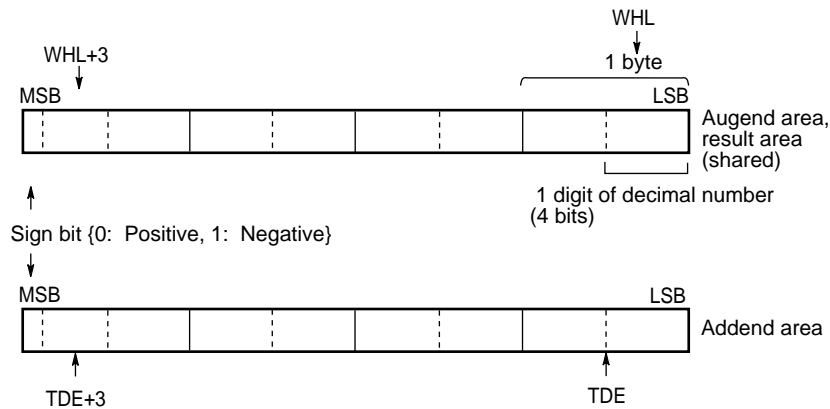 WHL
WHL+3
1 byte
MSB
LSB
Augend area,
result area
(shared)
1 digit of decimal number
(4 bits)
Sign bit {0: Positive, 1: Negative}
MSB
LSB
Addend area
TDE+3
TDE